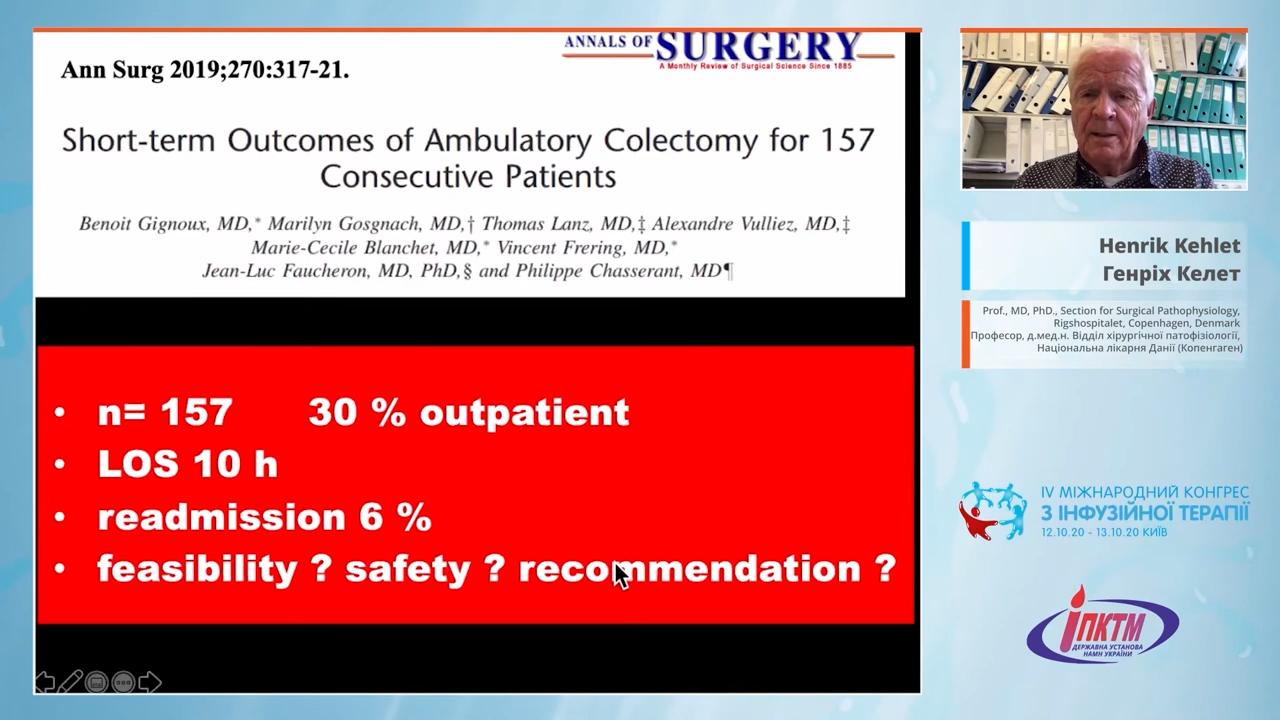 Ann Surg 2019;270:317-21.
ANNALS OF SURGERY
A Monthly Review of Surgical Science Since 1885
Short-term Outcomes of Ambulatory Colectomy for 157
Consecutive Patients
Benoit Gignoux, MD,* Marilyn Gosgnach, MD,† Thomas Lanz, MD,‡ Alexandre Vulliez, MD,‡
Marie-Cecile Blanchet, MD,* Vincent Frering, MD,*
Jean-Luc Faucheron, MD, PhD,§ and Philippe Chasserant, MD¶
• n= 157 30 % outpatient
• LOS 10 h
• readmission 6 %
• feasibility ? safety ? recommendation ?
Henrik Kehlet
Генріх Келет
Prof., MD, PhD., Section for Surgical Pathophysiology,
Rigshospitalet, Copenhagen, Denmark
Професор, д.мед.н. Відділ хірургічної патофізіології,
Національна лікарня Данії (Копенгаген)
IV МІЖНАРОДНИЙ КОНГРЕС
З ІНФУЗІЙНОЇ ТЕРАПІЇ
12.10.20 - 13.10.20 КИЇВ
ІПКТМ
ДЕРЖАВНА УСТАНОВА
НАМН УКРАЇНИ